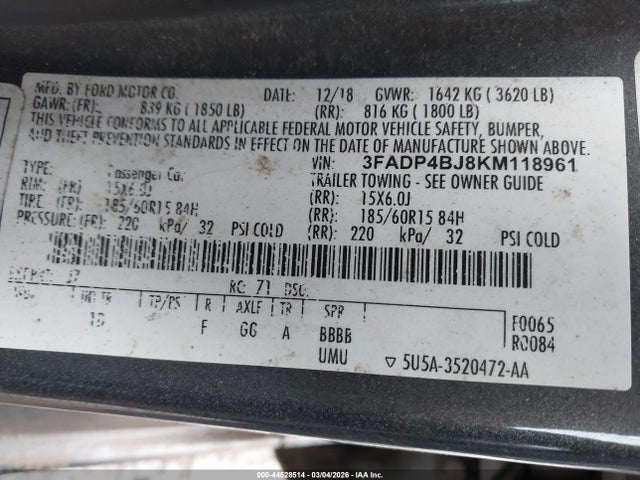 MFD. BY FORD MOTOR CO. DATE: 12/18 GVWR: 1642 KG ( 3620 LB)
GAWR: (FR): 839 KG ( 1850 LB) (RR): 816 KG ( 1800 LB)
THIS VEHICLE CONFORMS TO ALL APPLICABLE FEDERAL MOTOR VEHICLE SAFETY, BUMPER,
AND THEFT PREVENTION STANDARDS IN EFFECT ON THE DATE OF MANUFACTURE SHOWN ABOVE.
VIN: 3FADP4BJ8KM118961
TYPE: Passenger Car TRAILER TOWING - SEE OWNER GUIDE
RIM: (FR) 15X6.0J (RR): 15X6.0J
TIRE: (FR) 185/60R15 84H (RR): 185/60R15 84H
PRESSURE: (FR): 220 kPa/ 32 PSI COLD (RR): 220 kPa/ 32 PSI COLD
RC: 71 DSO:
INT TR TP/PS R AXLE TR SPR
F GG A BBBB
UMU
F0065
R0084
▽ 5U5A-3520472-AA
000-44528514 - 03/04/2026 - IAA Inc.